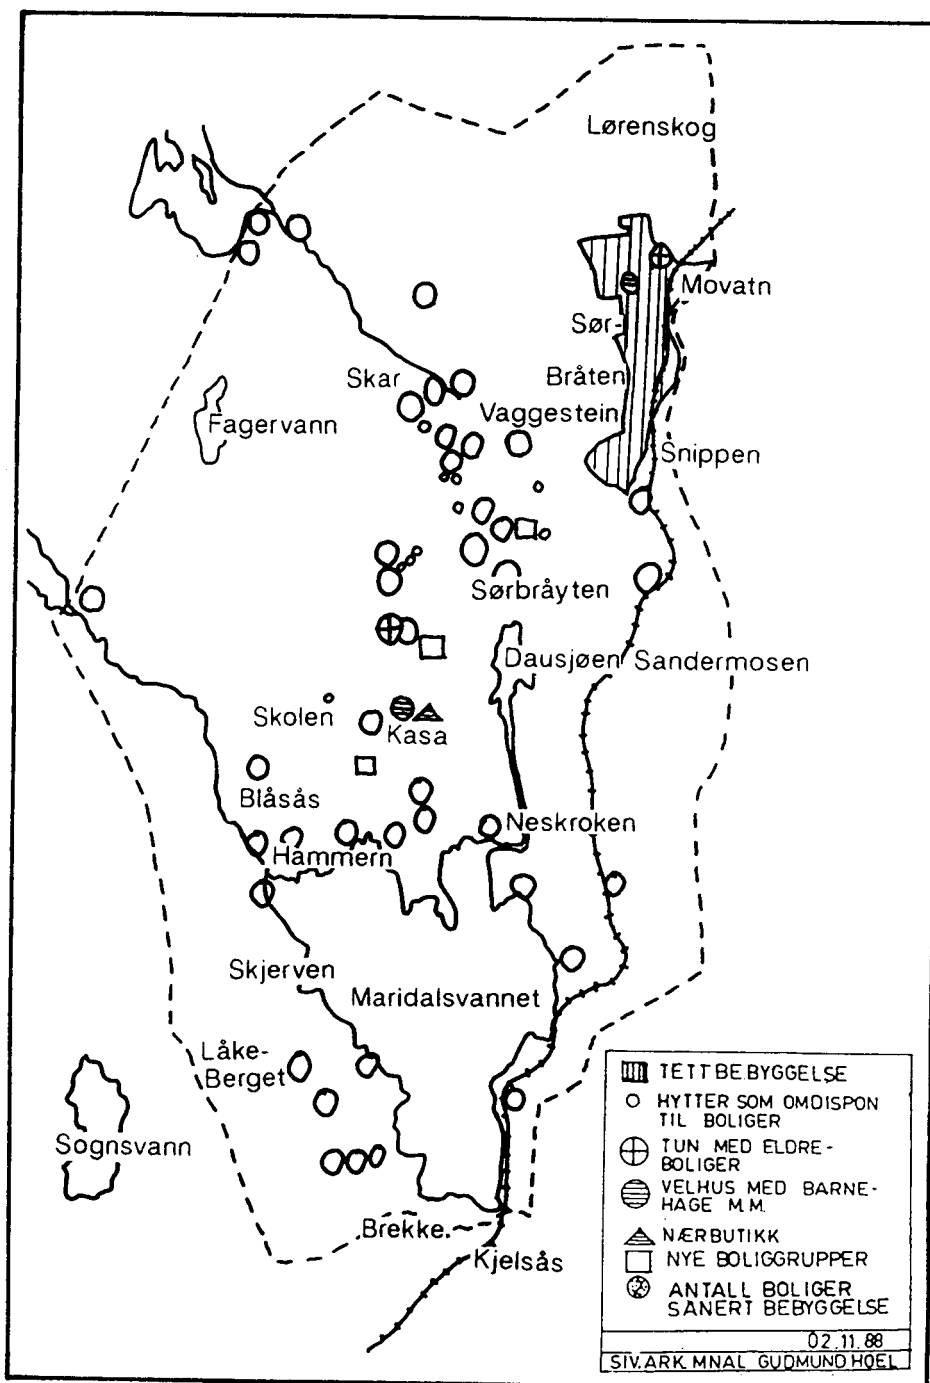 Lørenskog
Movatn
Sør-
Bråten
Skar
Vaggestein
Fagervann
Snippen
Sørbråyten
Dausjøen
Sandermosen
Skolen
Kasa
Blåsås
Neskroken
Hammern
Skjerven
Maridalsvannet
Låke-
Berget
Sognsvann
Brekke.
Kjelsås
TETTBEBYGGELSE
HYTTER SOM OMDISPON
TIL BOLIGER
TUN MED ELDRE-
BOLIGER
VELHUS MED BARNE-
HAGE M.M.
NÆRBUTIKK
NYE BOLIGGRUPPER
ANTALL BOLIGER
SANERT BEBYGGELSE
02.11.88
SIV.ARK.MNAL GUDMUND HOEL